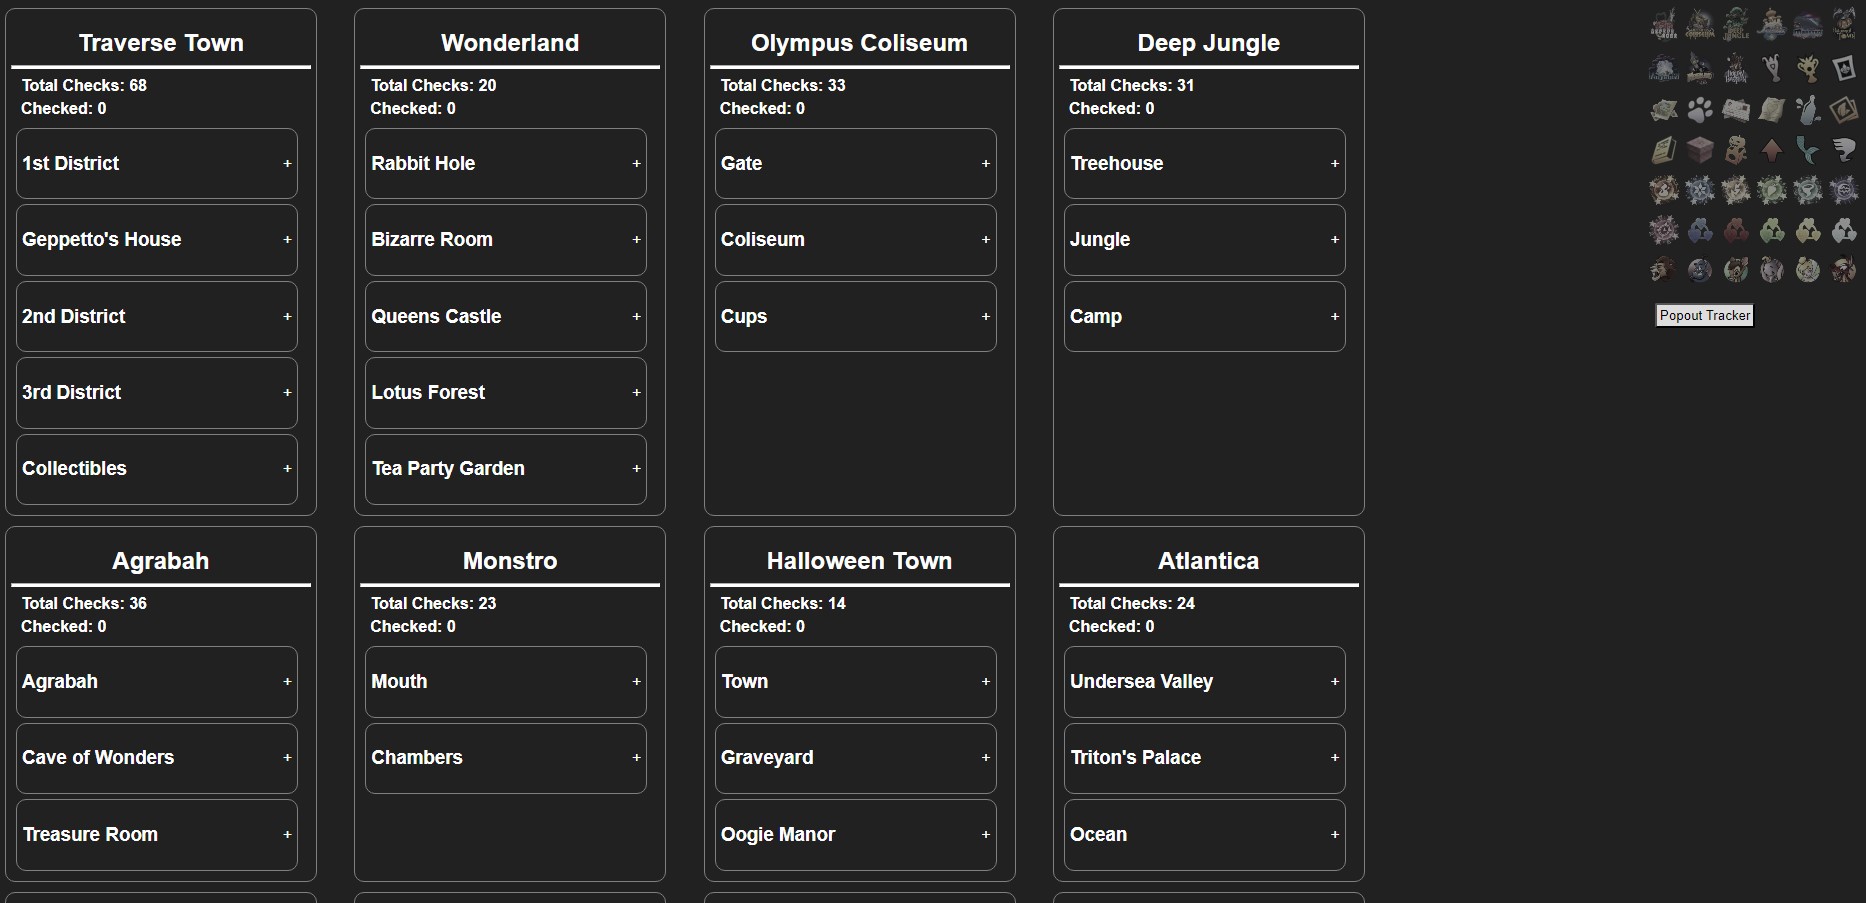 Traverse Town
Total Checks: 68
Checked: 0
1st District +
Geppetto's House +
2nd District +
3rd District +
Collectibles +
Wonderland
Total Checks: 20
Checked: 0
Rabbit Hole +
Bizarre Room +
Queens Castle +
Lotus Forest +
Tea Party Garden +
Olympus Coliseum
Total Checks: 33
Checked: 0
Gate +
Coliseum +
Cups +
Deep Jungle
Total Checks: 31
Checked: 0
Treehouse +
Jungle +
Camp +
Agrabah
Total Checks: 36
Checked: 0
Agrabah +
Cave of Wonders +
Treasure Room +
Monstro
Total Checks: 23
Checked: 0
Mouth +
Chambers +
Halloween Town
Total Checks: 14
Checked: 0
Town +
Graveyard +
Oogie Manor +
Atlantica
Total Checks: 24
Checked: 0
Undersea Valley +
Triton's Palace +
Ocean +
Popout Tracker